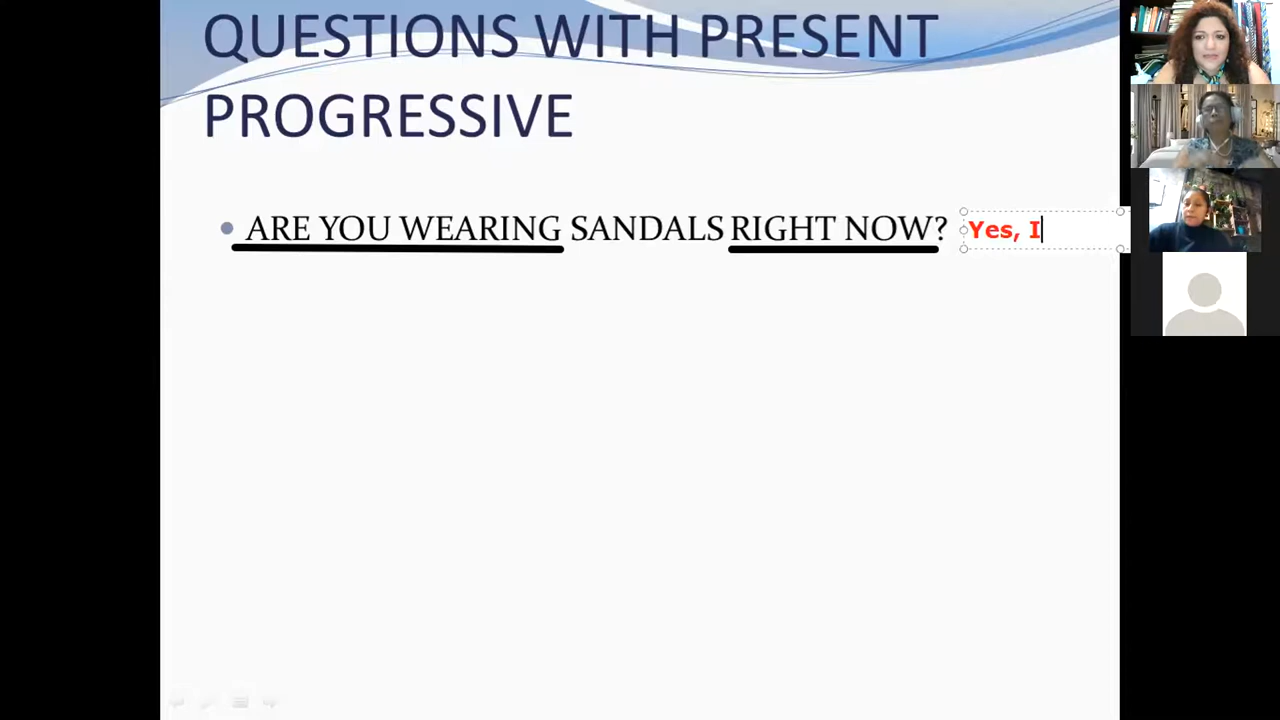 QUESTIONS WITH PRESENT
PROGRESSIVE
ARE YOU WEARING SANDALS RIGHT NOW? Yes, I